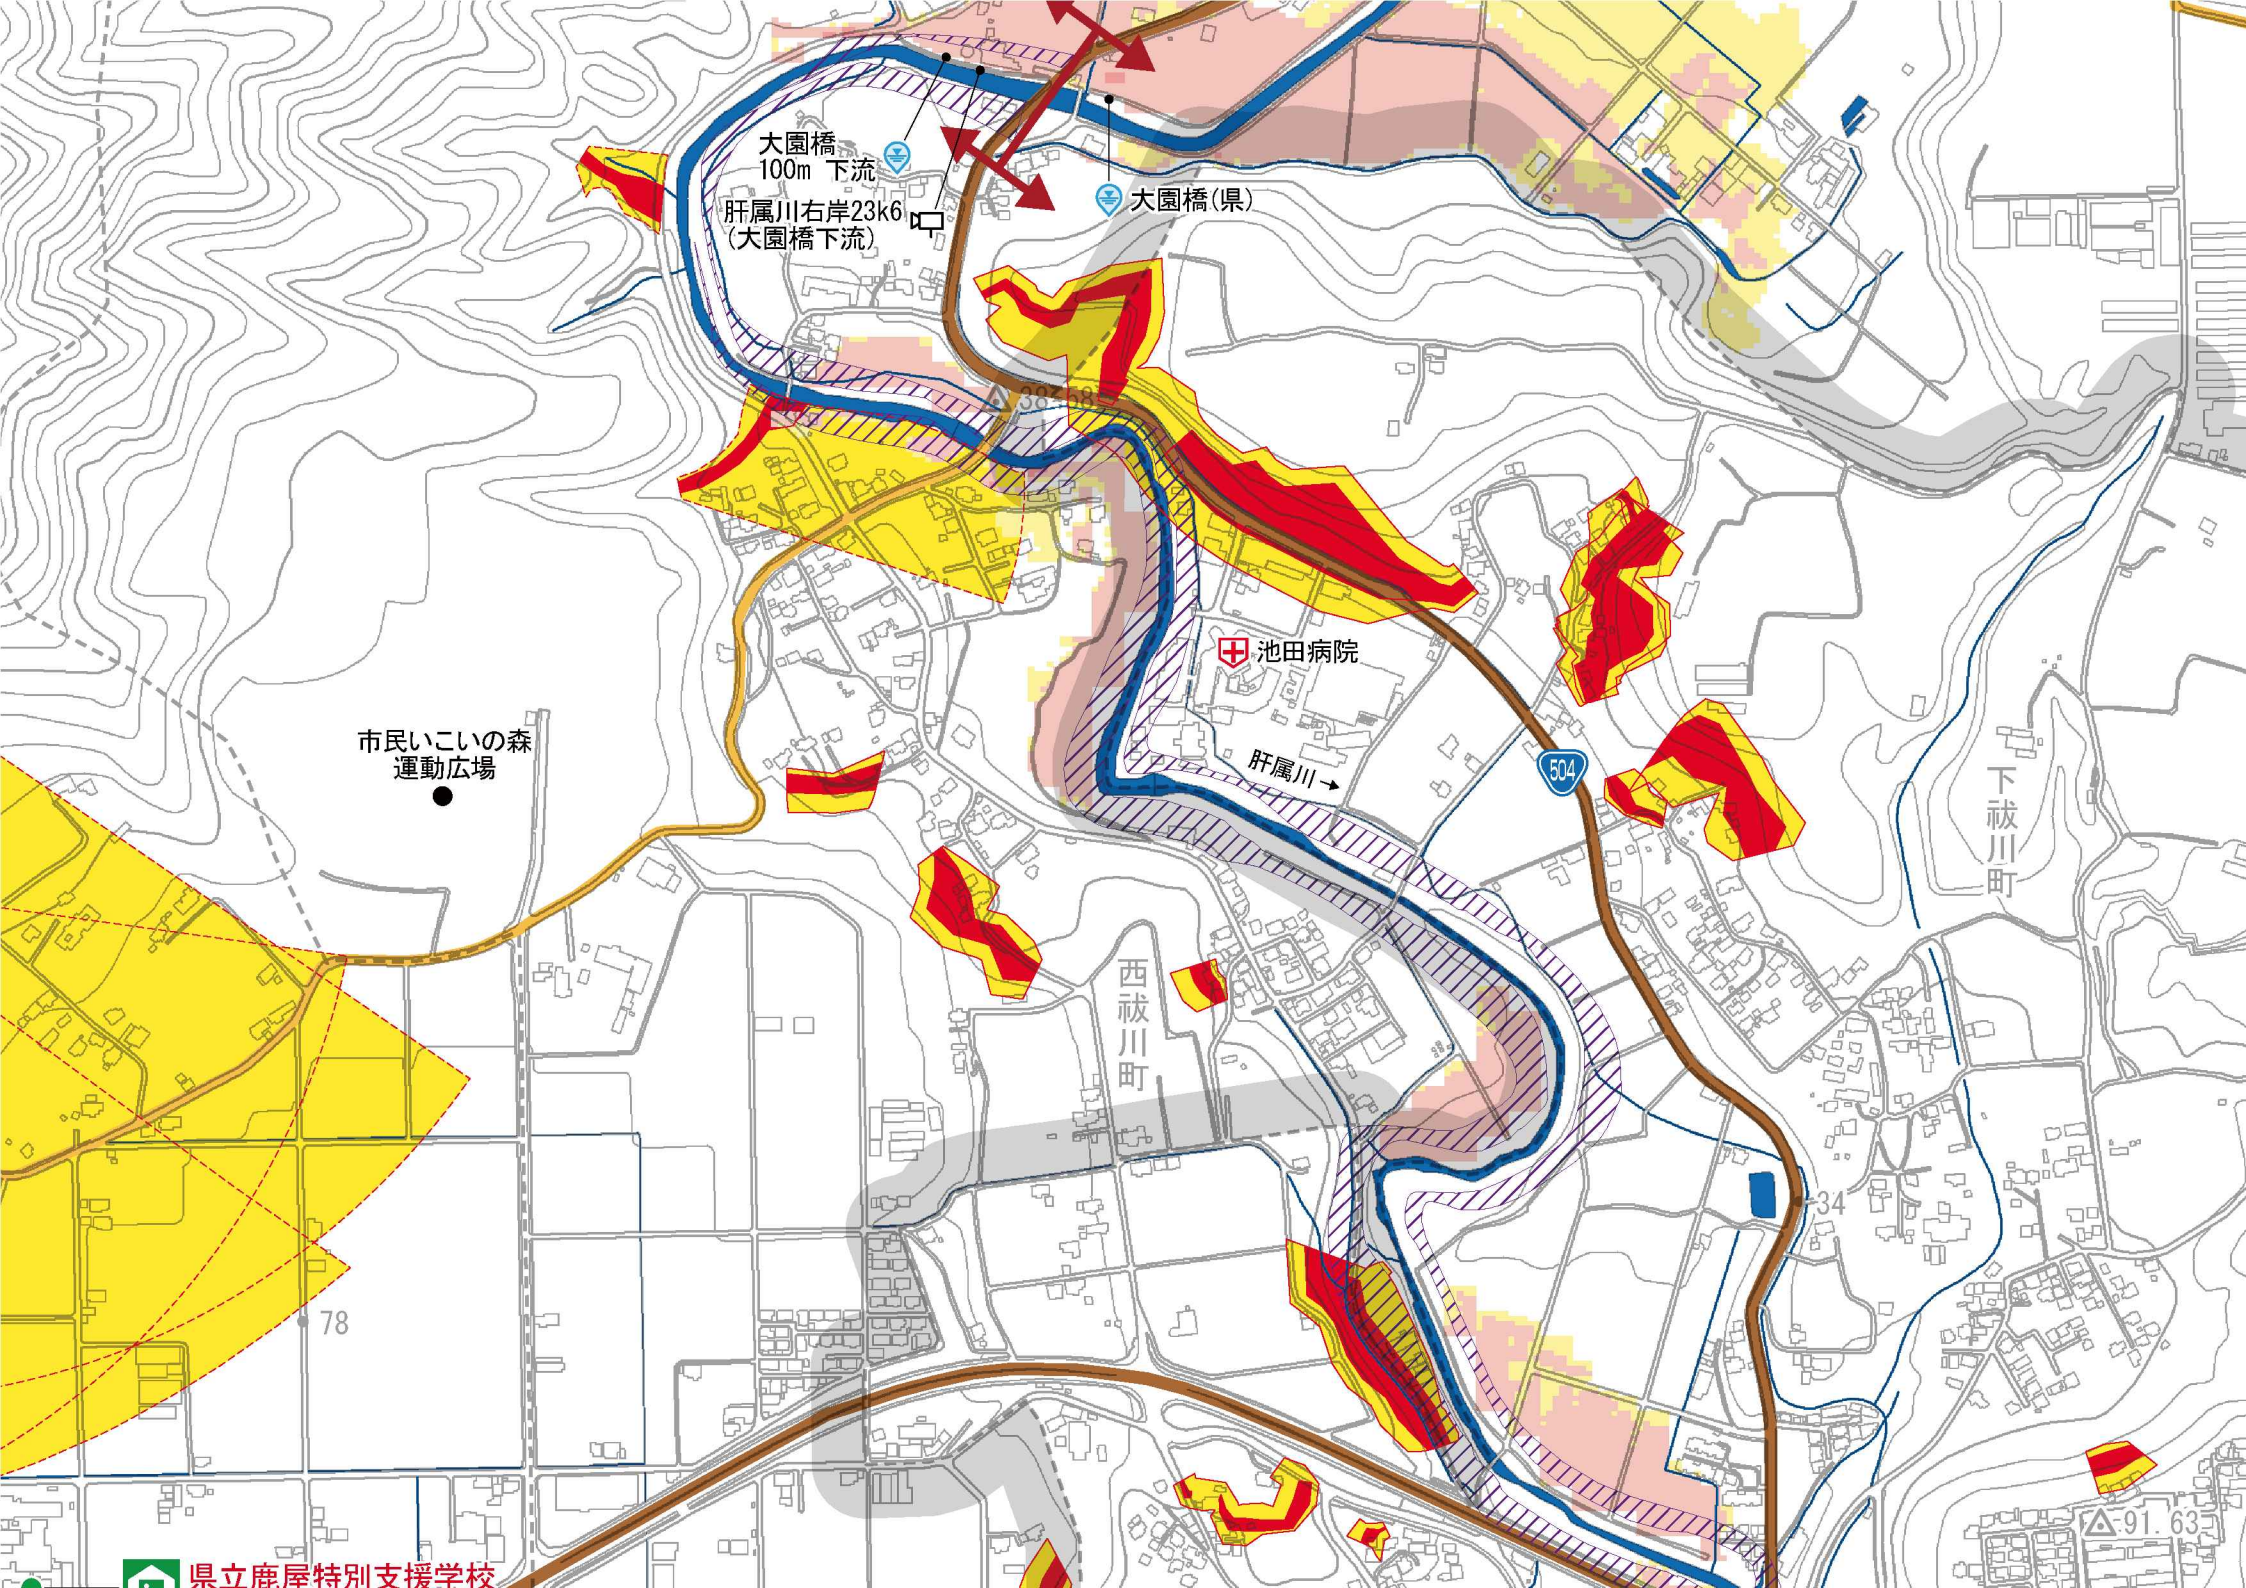 大園橋
100m 下流
肝属川右岸23k6
(大園橋下流)
大園橋(県)
38.58
池田病院
肝属川→
504
市民いこいの森
運動広場
下祓川町
西祓川町
34
78
91.63
県立鹿屋特別支援学校